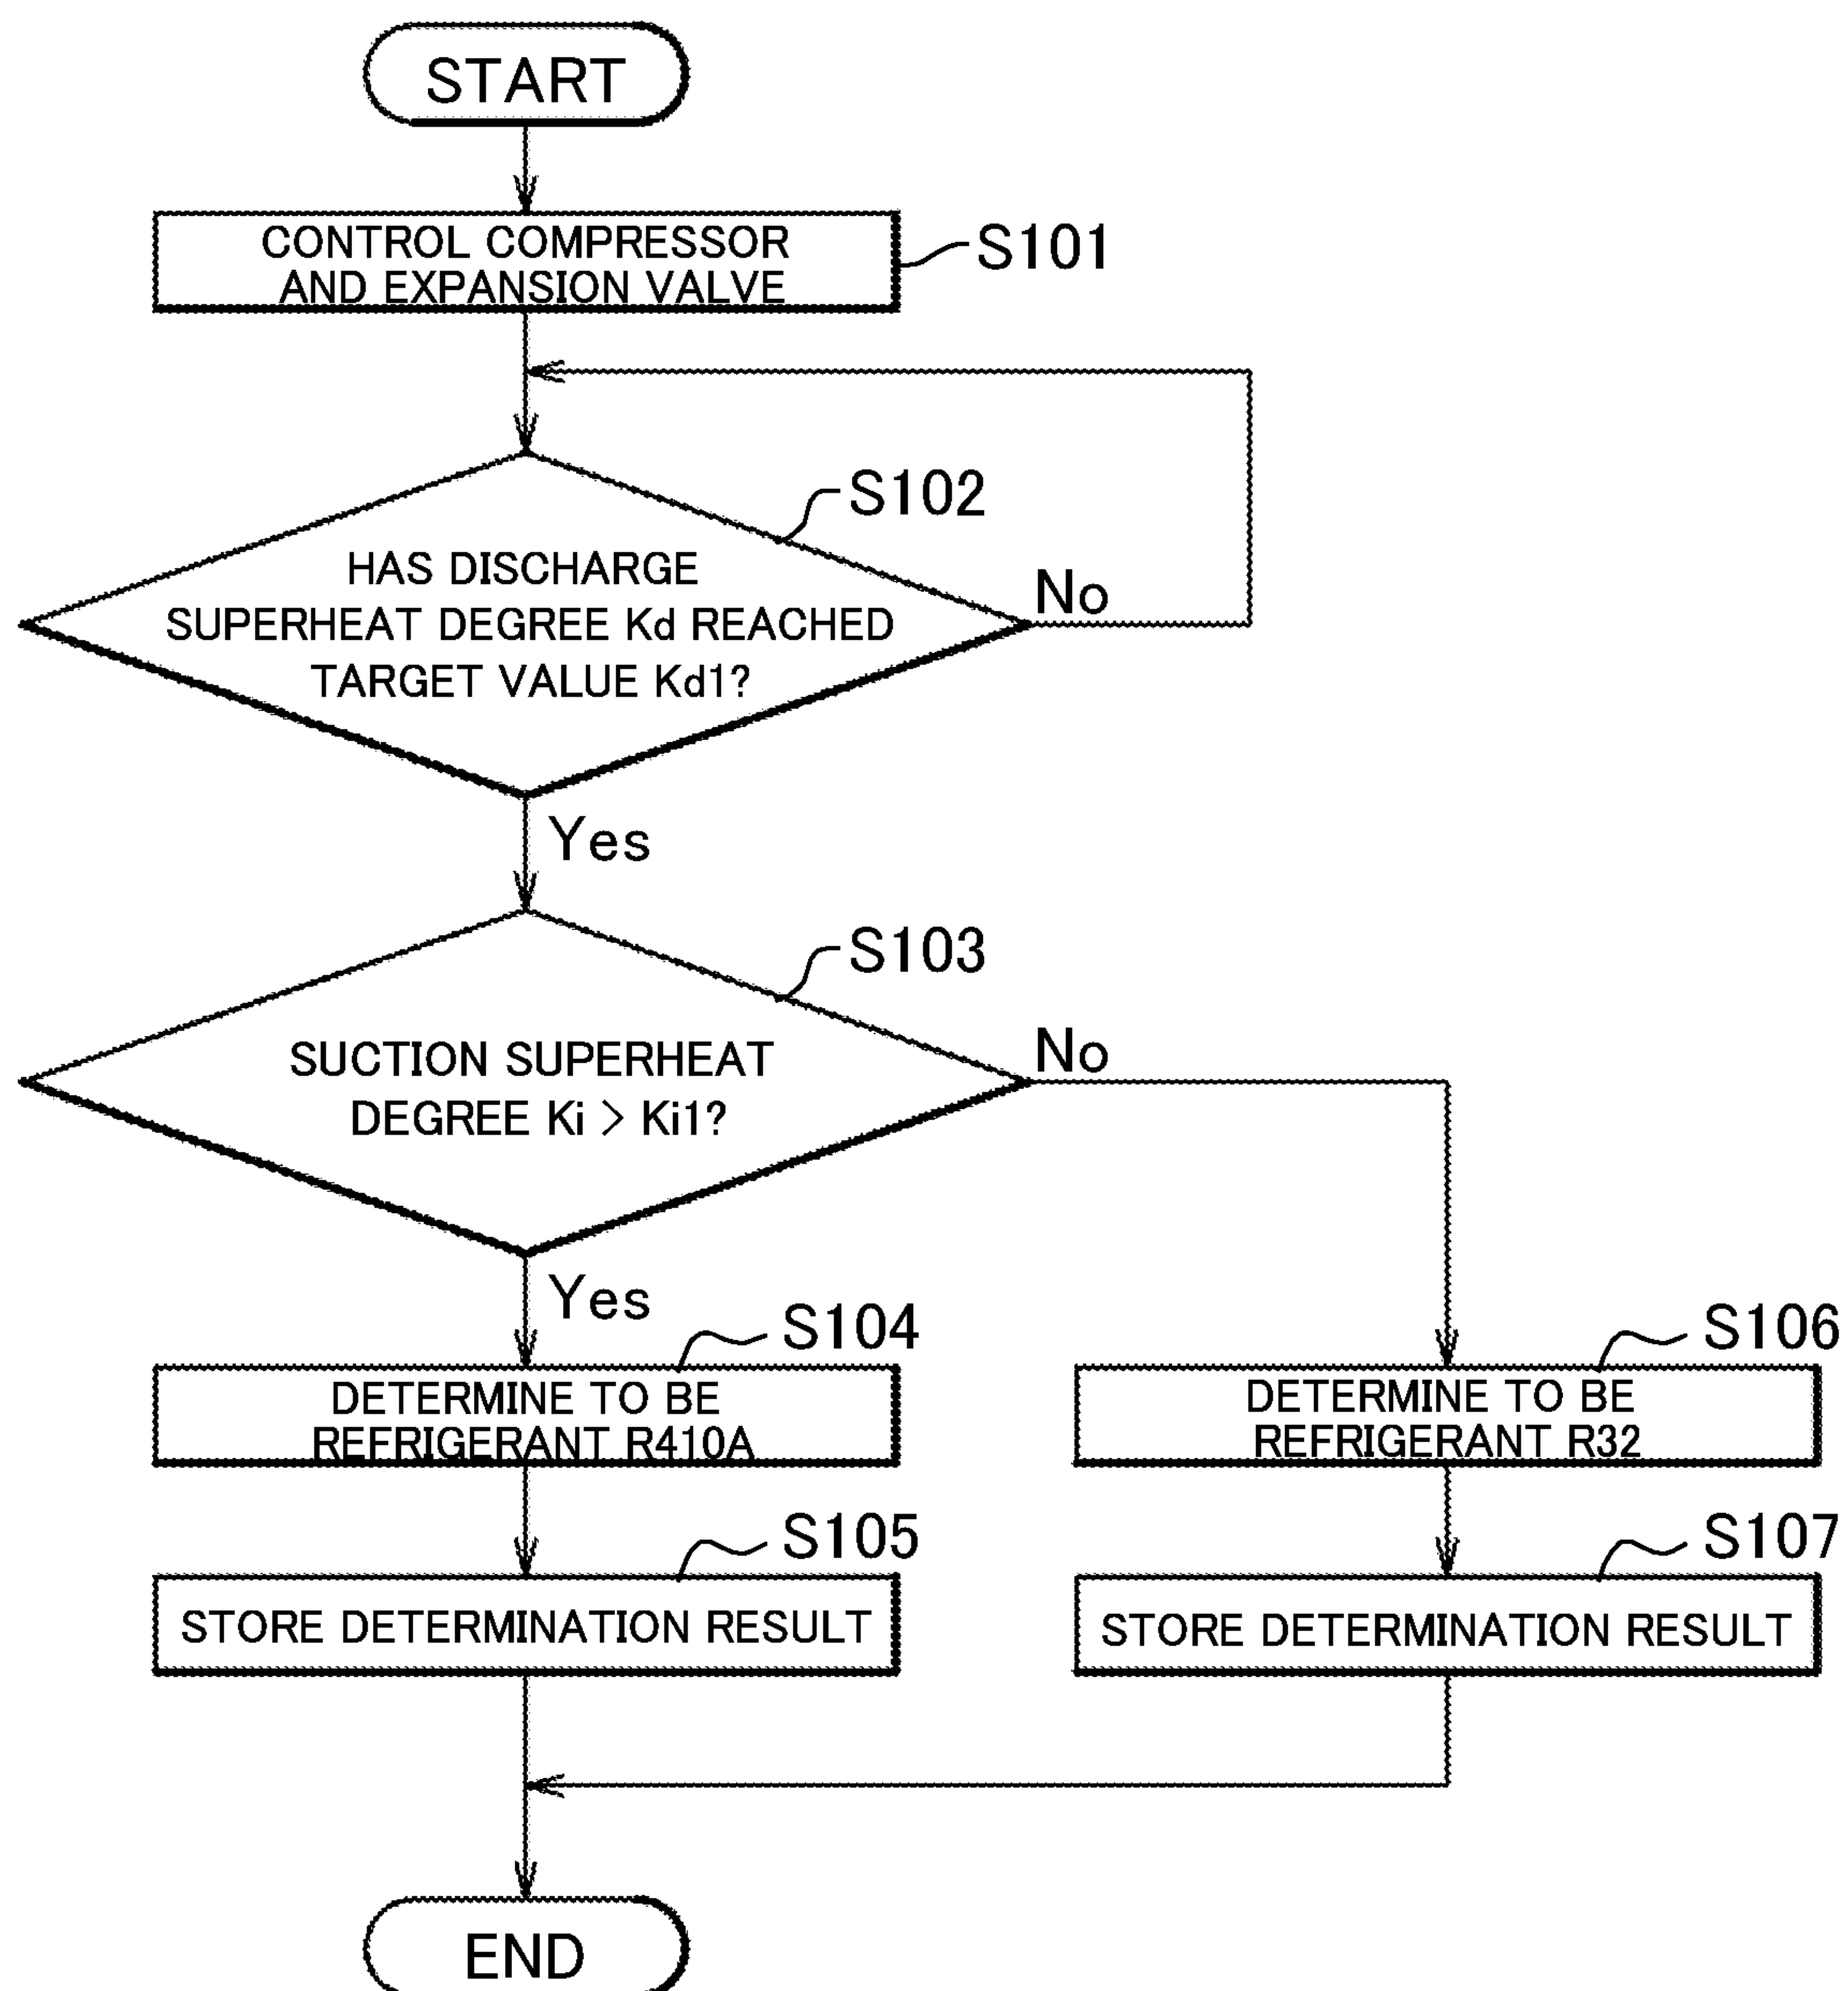 START
CONTROL COMPRESSOR
AND EXPANSION VALVE
S101
S102
HAS DISCHARGE
SUPERHEAT DEGREE Kd REACHED
TARGET VALUE Kd1?
No
Yes
S103
SUCTION SUPERHEAT
DEGREE Ki > Ki1?
No
Yes
S104
DETERMINE TO BE
REFRIGERANT R410A
S106
DETERMINE TO BE
REFRIGERANT R32
S105
STORE DETERMINATION RESULT
S107
STORE DETERMINATION RESULT
END